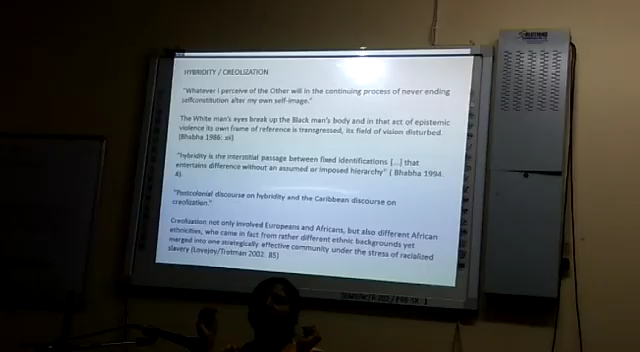 HYBRIDITY / CREOLIZATION
"Whatever I perceive of the Other will in the continuing process of never ending
selfconstitution alter my own self-image."
The White man's eyes break up the Black man's body and in that act of epistemic
violence its own frame of reference is transgressed, its field of vision disturbed.
(Bhabha 1986: xii)
"hybridity is the interstitial passage between fixed identifications [...] that
entertains difference without an assumed or imposed hierarchy" ( Bhabha 1994.
4).
"Postcolonial discourse on hybridity and the Caribbean discourse on
creolization."
Creolization not only involved Europeans and Africans, but also different African
ethnicities, who came in fact from rather different ethnic backgrounds yet
merged into one strategically effective community under the stress of racialized
slavery (Lovejoy/Trotman 2002: 85)